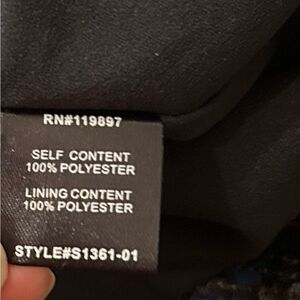 RN#119897
SELF CONTENT
100% POLYESTER
LINING CONTENT
100% POLYESTER
STYLE#S1361-01